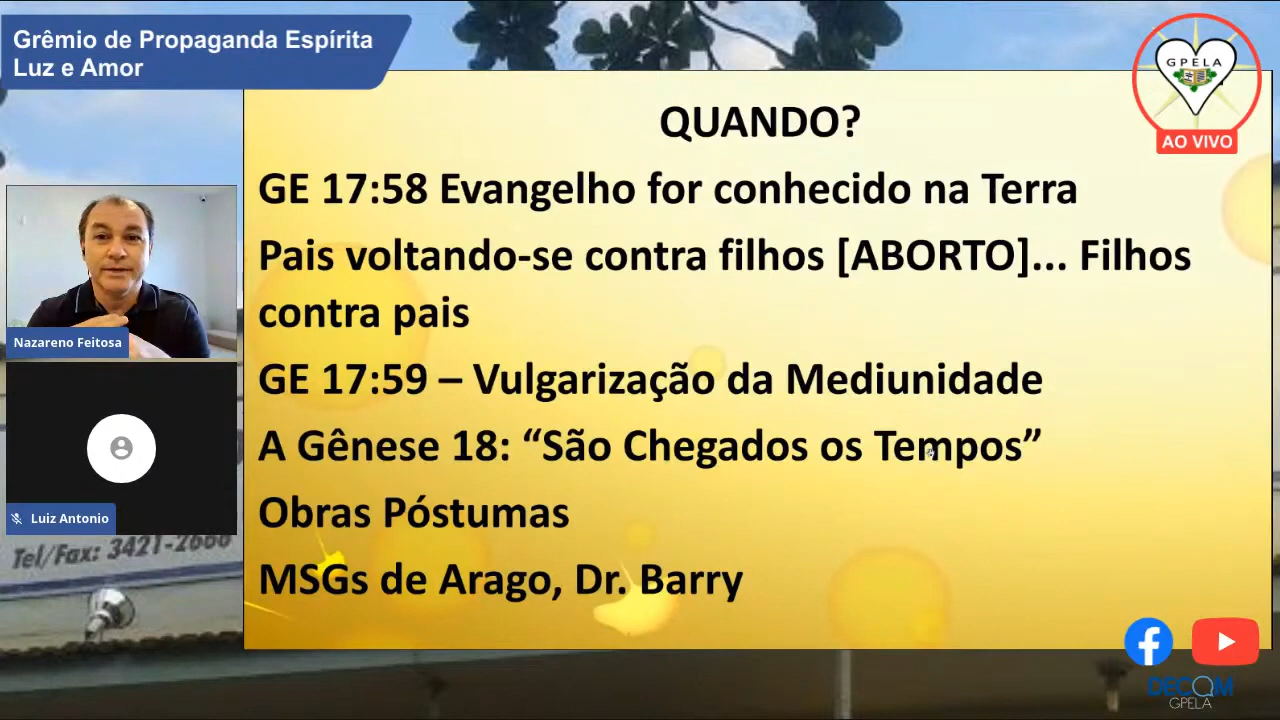 Grêmio de Propaganda Espírita
Luz e Amor
GPELA
AO VIVO
QUANDO?
GE 17:58 Evangelho for conhecido na Terra
Pais voltando-se contra filhos [ABORTO]... Filhos
contra pais
GE 17:59 – Vulgarização da Mediunidade
A Gênese 18: “São Chegados os Tempos”
Obras Póstumas
MSGs de Arago, Dr. Barry
Nazareno Feitosa
Luiz Antonio
Tel/Fax: 3421-2668
DECOM
GPELA